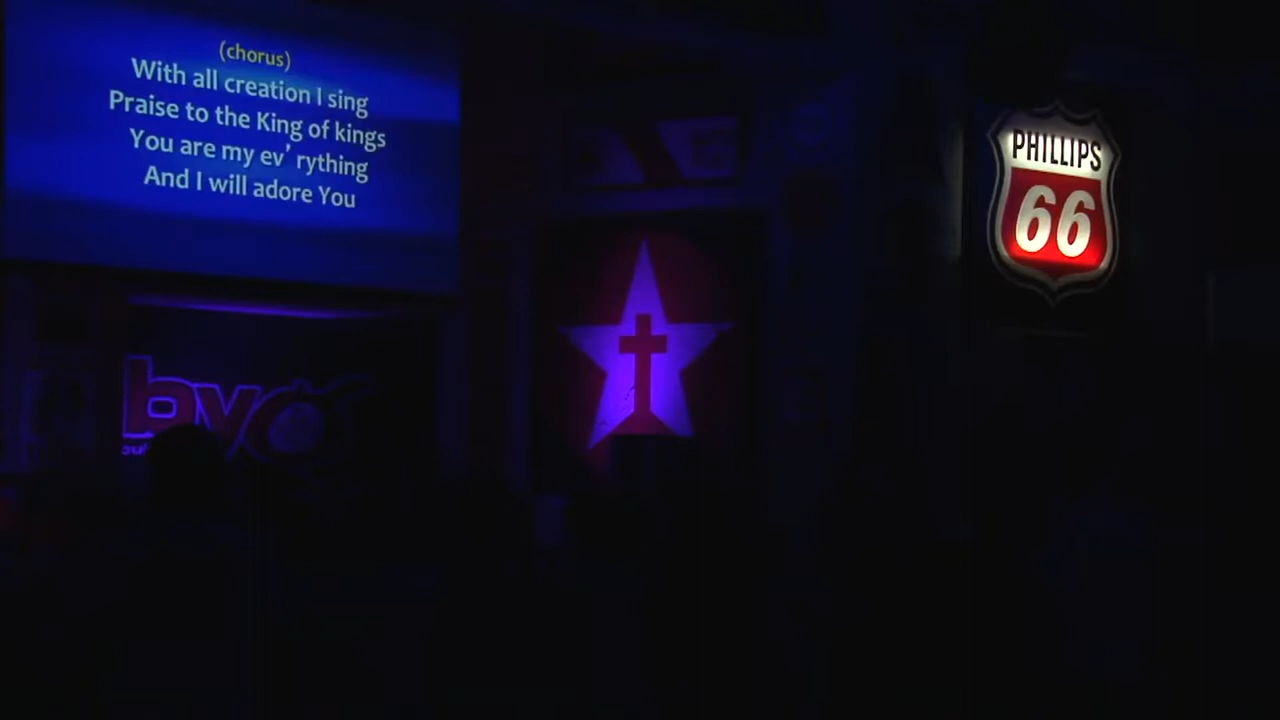 (chorus)
With all creation I sing
Praise to the King of kings
You are my ev' rything
And I will adore You
PHILLIPS
66